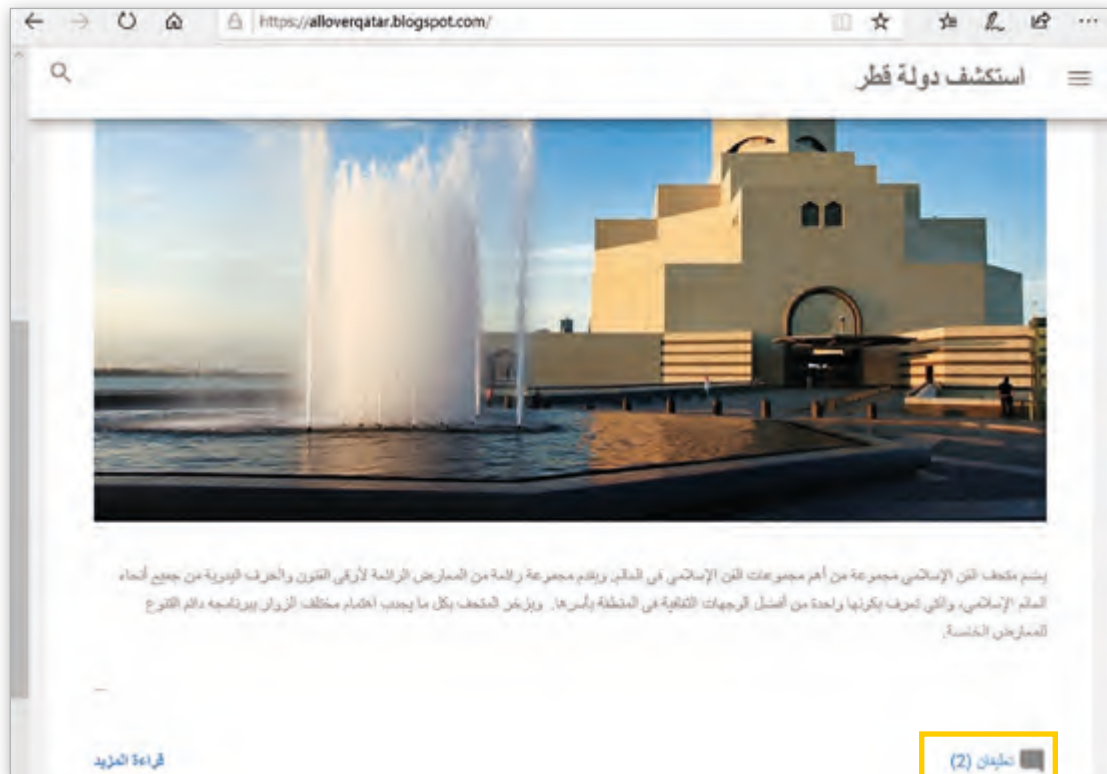 https://alloverqatar.blogspot.com/
استكشف دولة قطر
يضم متحف الفن الإسلامي مجموعة من أهم مجموعات الفن الإسلامي في العالم. ويقدم مجموعة رائعة من المعارض الرائعة لأرقى الفنون والحرف اليدوية من جميع أنحاء
العالم الإسلامي، والتي تعرف بكونها واحدة من أفضل الوجهات الثقافية في المنطقة بأسرها. ويزخر المتحف بكل ما يجذب اهتمام مختلف الزوار ببرنامجه دائم التنوع
للمعارض الخاصة.
...
تعليقان (2)
قراءة المزيد